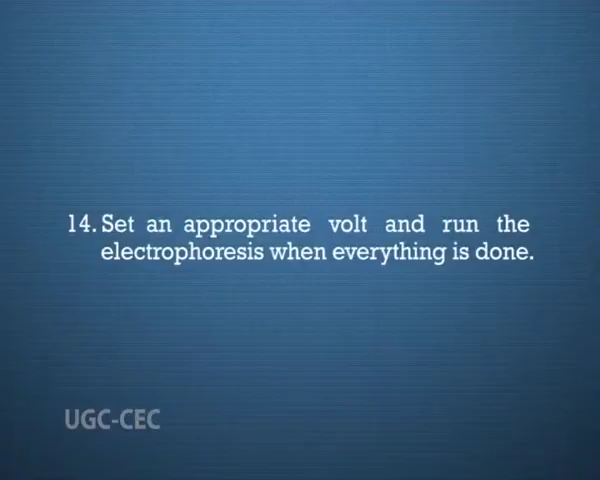 14. Set an appropriate volt and run the
electrophoresis when everything is done.
UGC-CEC